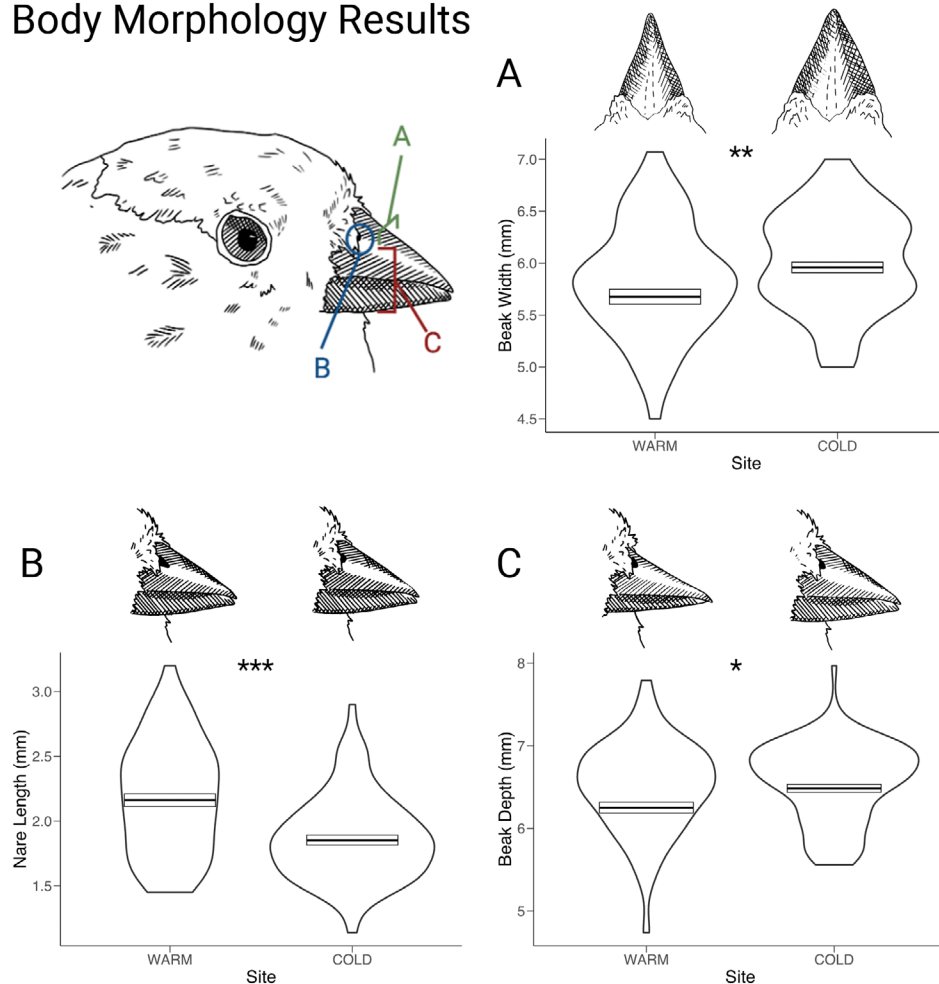 Body Morphology Results
A
A
B
C
**
7.0
6.5
6.0
5.5
5.0
4.5
Beak Width (mm)
WARM
COLD
Site
B
***
3.0
2.5
2.0
1.5
Nare Length (mm)
WARM
COLD
Site
C
*
8
7
6
5
Beak Depth (mm)
WARM
COLD
Site